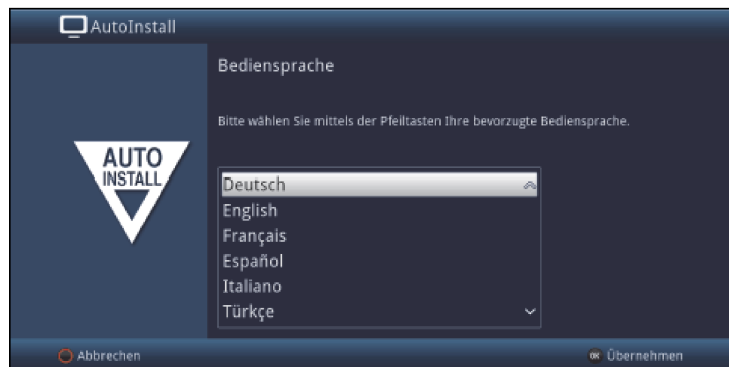 AutoInstall
Bediensprache
Bitte wählen Sie mittels der Pfeiltasten Ihre bevorzugte Bediensprache.
AUTO
INSTALL
Deutsch
English
Français
Español
Italiano
Türkçe
Abbrechen
OK Übernehmen